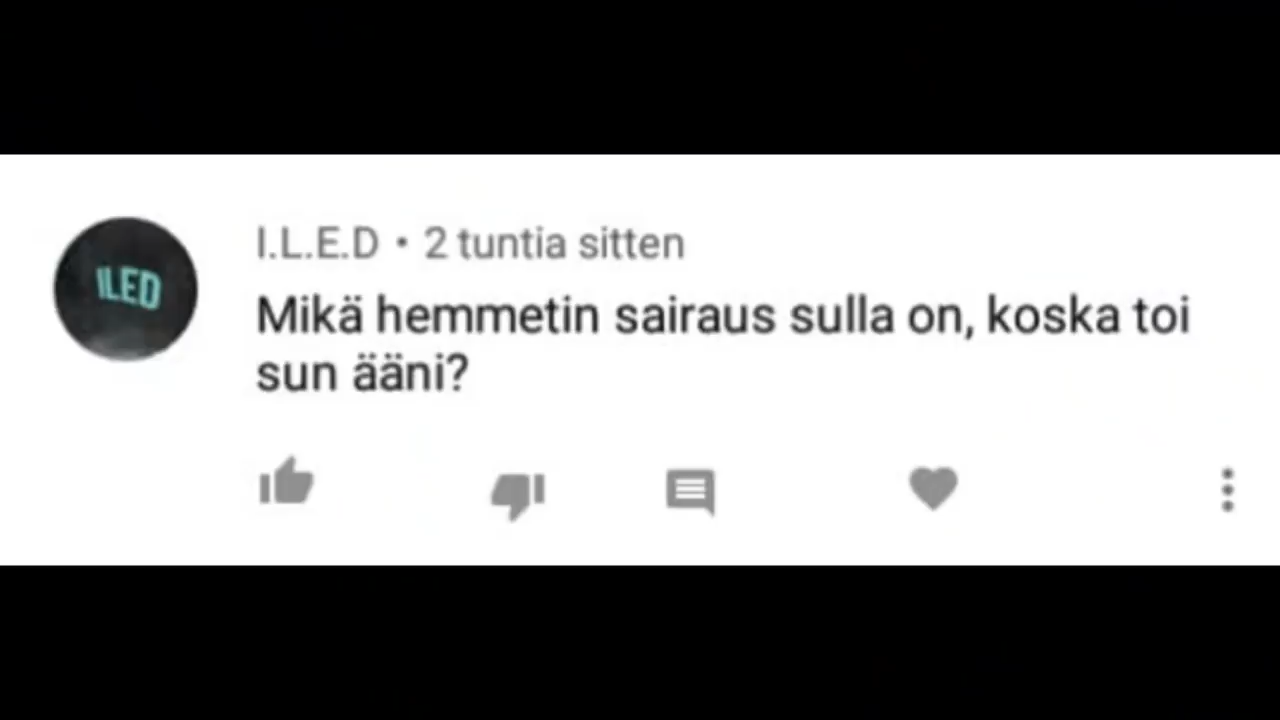 ILED
I.L.E.D • 2 tuntia sitten
Mikä hemmetin sairaus sulla on, koska toi
sun ääni?